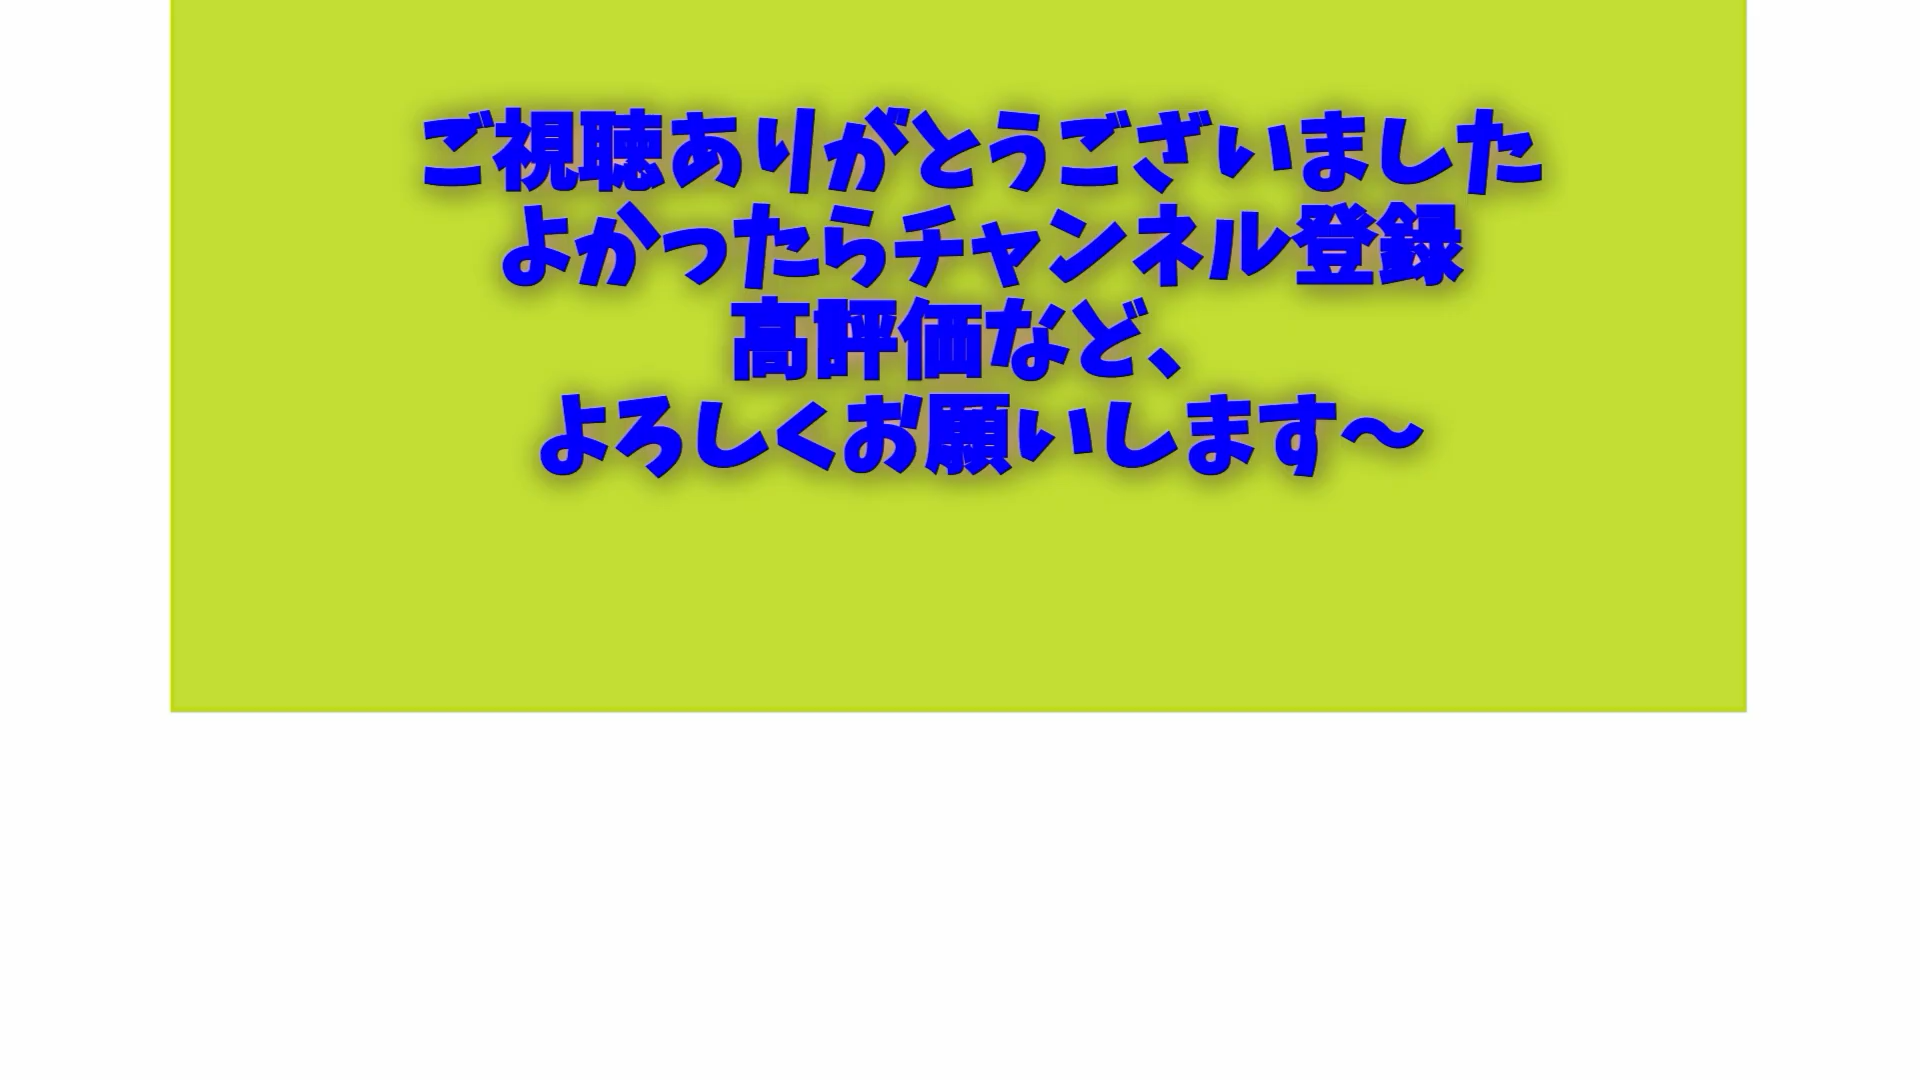 ご視聴ありがとうございました
よかったらチャンネル登録
高評価など、
よろしくお願いします～